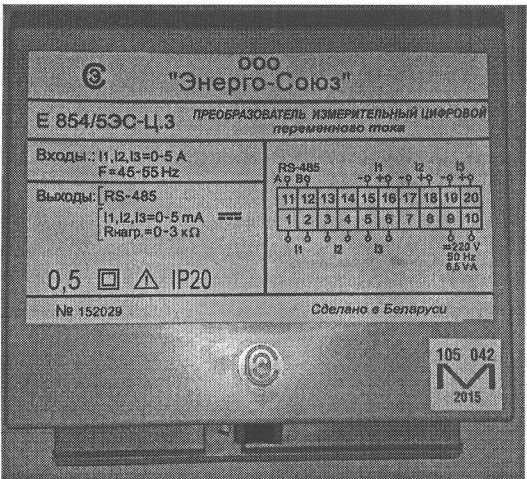 ООО
"Энерго-Союз"
Е 854/5ЭС-Ц.3
ПРЕОБРАЗОВАТЕЛЬ ИЗМЕРИТЕЛЬНЫЙ ЦИФРОВОЙ
переменного тока
Входы.: I1,I2,I3=0-5 A
F=45-55 Hz
Выходы: RS-485
I1,I2,I3=0-5 mA
Rнагр.=0-3 кΩ
0,5 IP20
RS-485 I1 I2 I3
A B - + - + - +
11 12 13 14 15 16 17 18 19 20
1 2 3 4 5 6 7 8 9 10
I1 I2 I3
≂220 V
50 Hz
6,5 VA
№ 152029
Сделано в Беларуси
105 042
M
2015